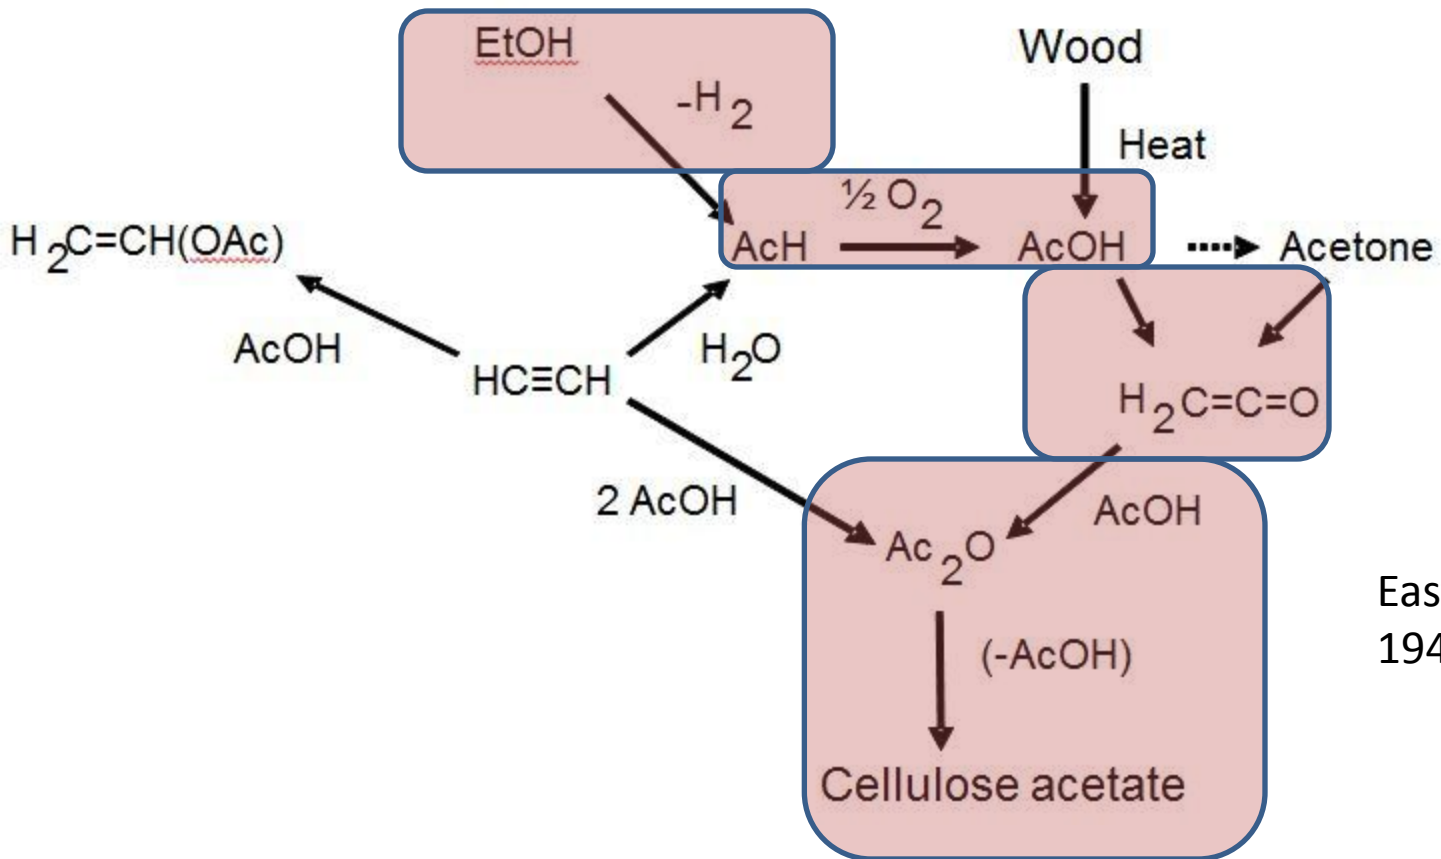 EtOH
Wood
-H2
Heat
½ O2
H2C=CH(OAc)
AcH
AcOH
Acetone
AcOH
H2O
HC≡CH
H2C=C=O
2 AcOH
AcOH
Ac2O
Eas
194
(-AcOH)
Cellulose acetate